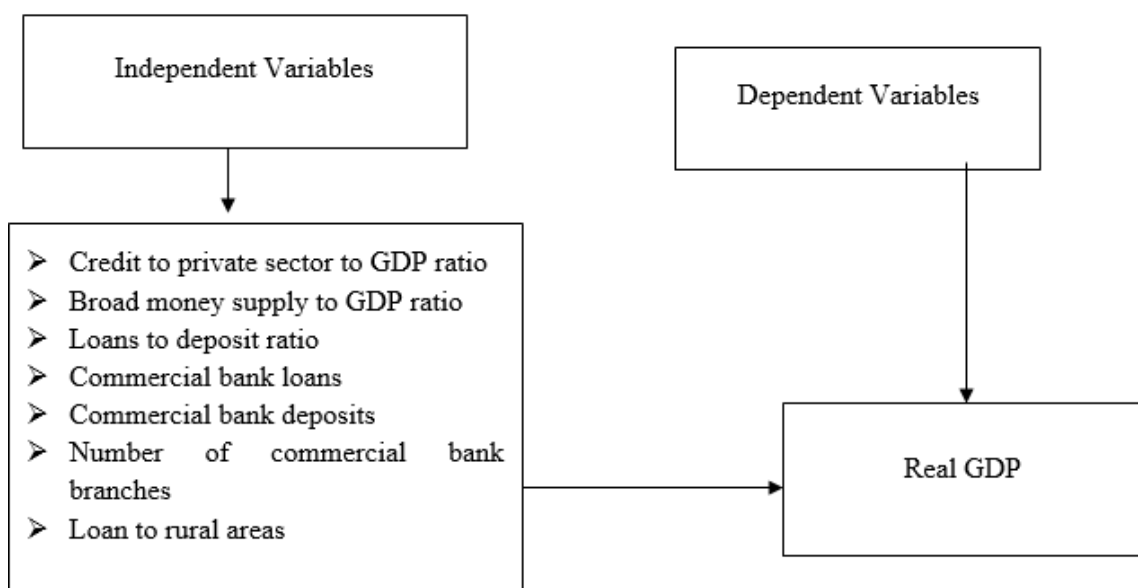 Independent Variables
Dependent Variables
➢ Credit to private sector to GDP ratio
➢ Broad money supply to GDP ratio
➢ Loans to deposit ratio
➢ Commercial bank loans
➢ Commercial bank deposits
➢ Number of commercial bank
branches
➢ Loan to rural areas
Real GDP